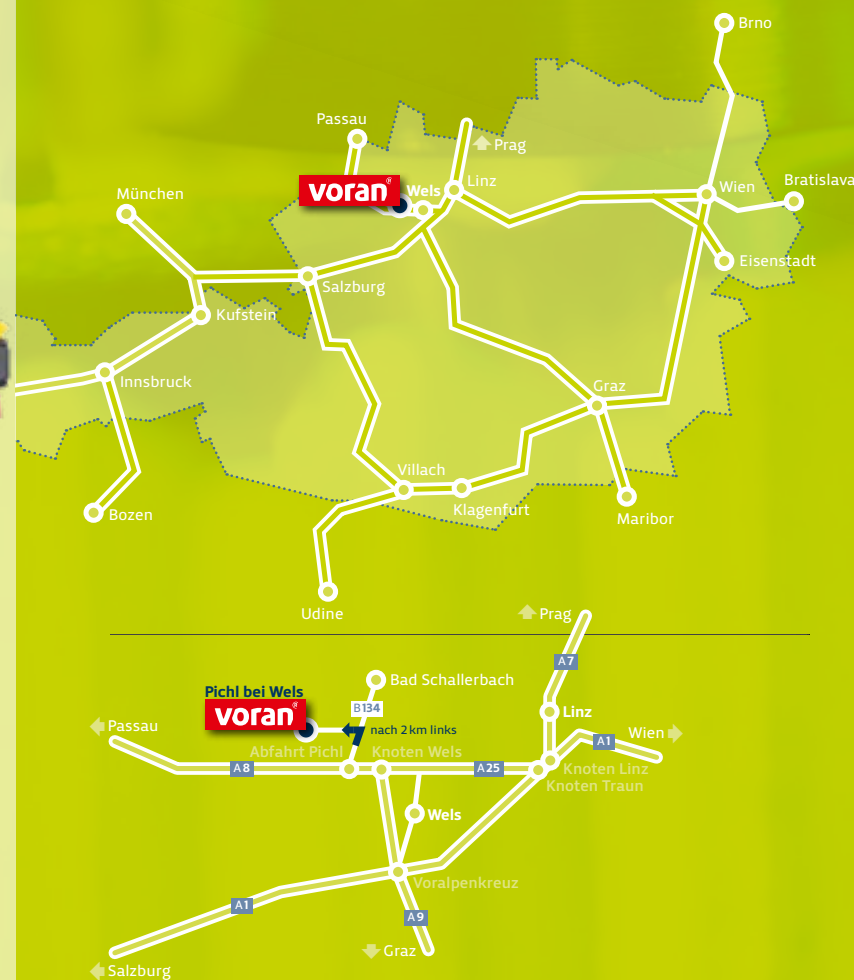 Brno
Passau
Prag
voran®
Wels
Linz
Wien
Bratislava
München
Eisenstadt
Salzburg
Kufstein
Innsbruck
Graz
Villach
Klagenfurt
Bozen
Maribor
Udine
Prag
A7
Bad Schallerbach
Pichl bei Wels
voran®
B134
Linz
nach 2 km links
Passau
Wien
A1
Abfahrt Pichl
Knoten Wels
A8
A25
Knoten Linz
Knoten Traun
Wels
Voralpenkreuz
A1
A9
Graz
Salzburg